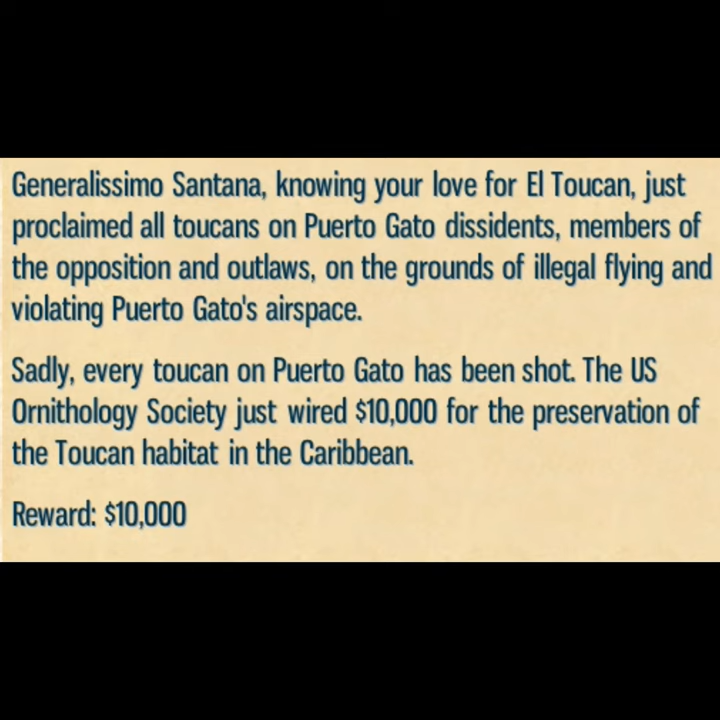 Generalissimo Santana, knowing your love for El Toucan, just
proclaimed all toucans on Puerto Gato dissidents, members of
the opposition and outlaws, on the grounds of illegal flying and
violating Puerto Gato's airspace.
Sadly, every toucan on Puerto Gato has been shot. The US
Ornithology Society just wired $10,000 for the preservation of
the Toucan habitat in the Caribbean.
Reward: $10,000